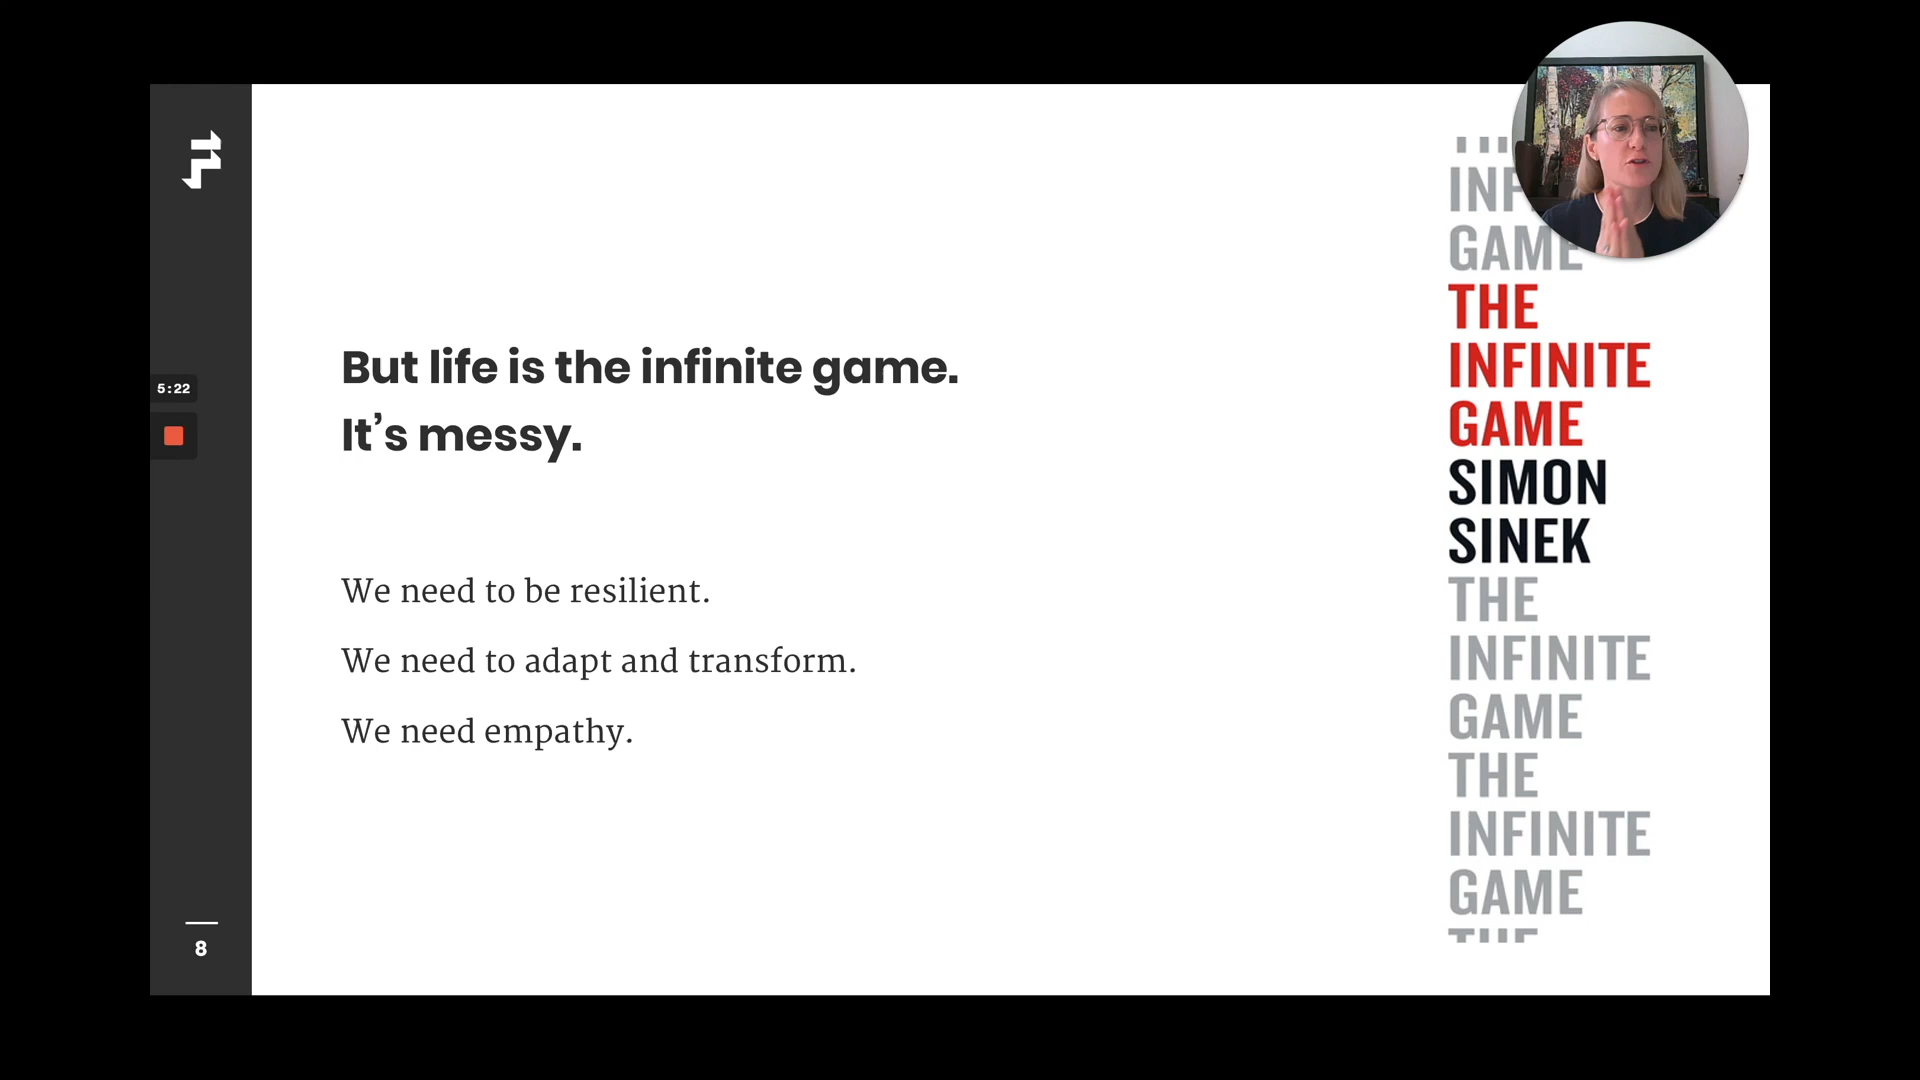 But life is the infinite game.
It’s messy.
We need to be resilient.
We need to adapt and transform.
We need empathy.
5:22
8
GAME
THE
INFINITE
GAME
SIMON
SINEK
THE
INFINITE
GAME
THE
INFINITE
GAME
THE